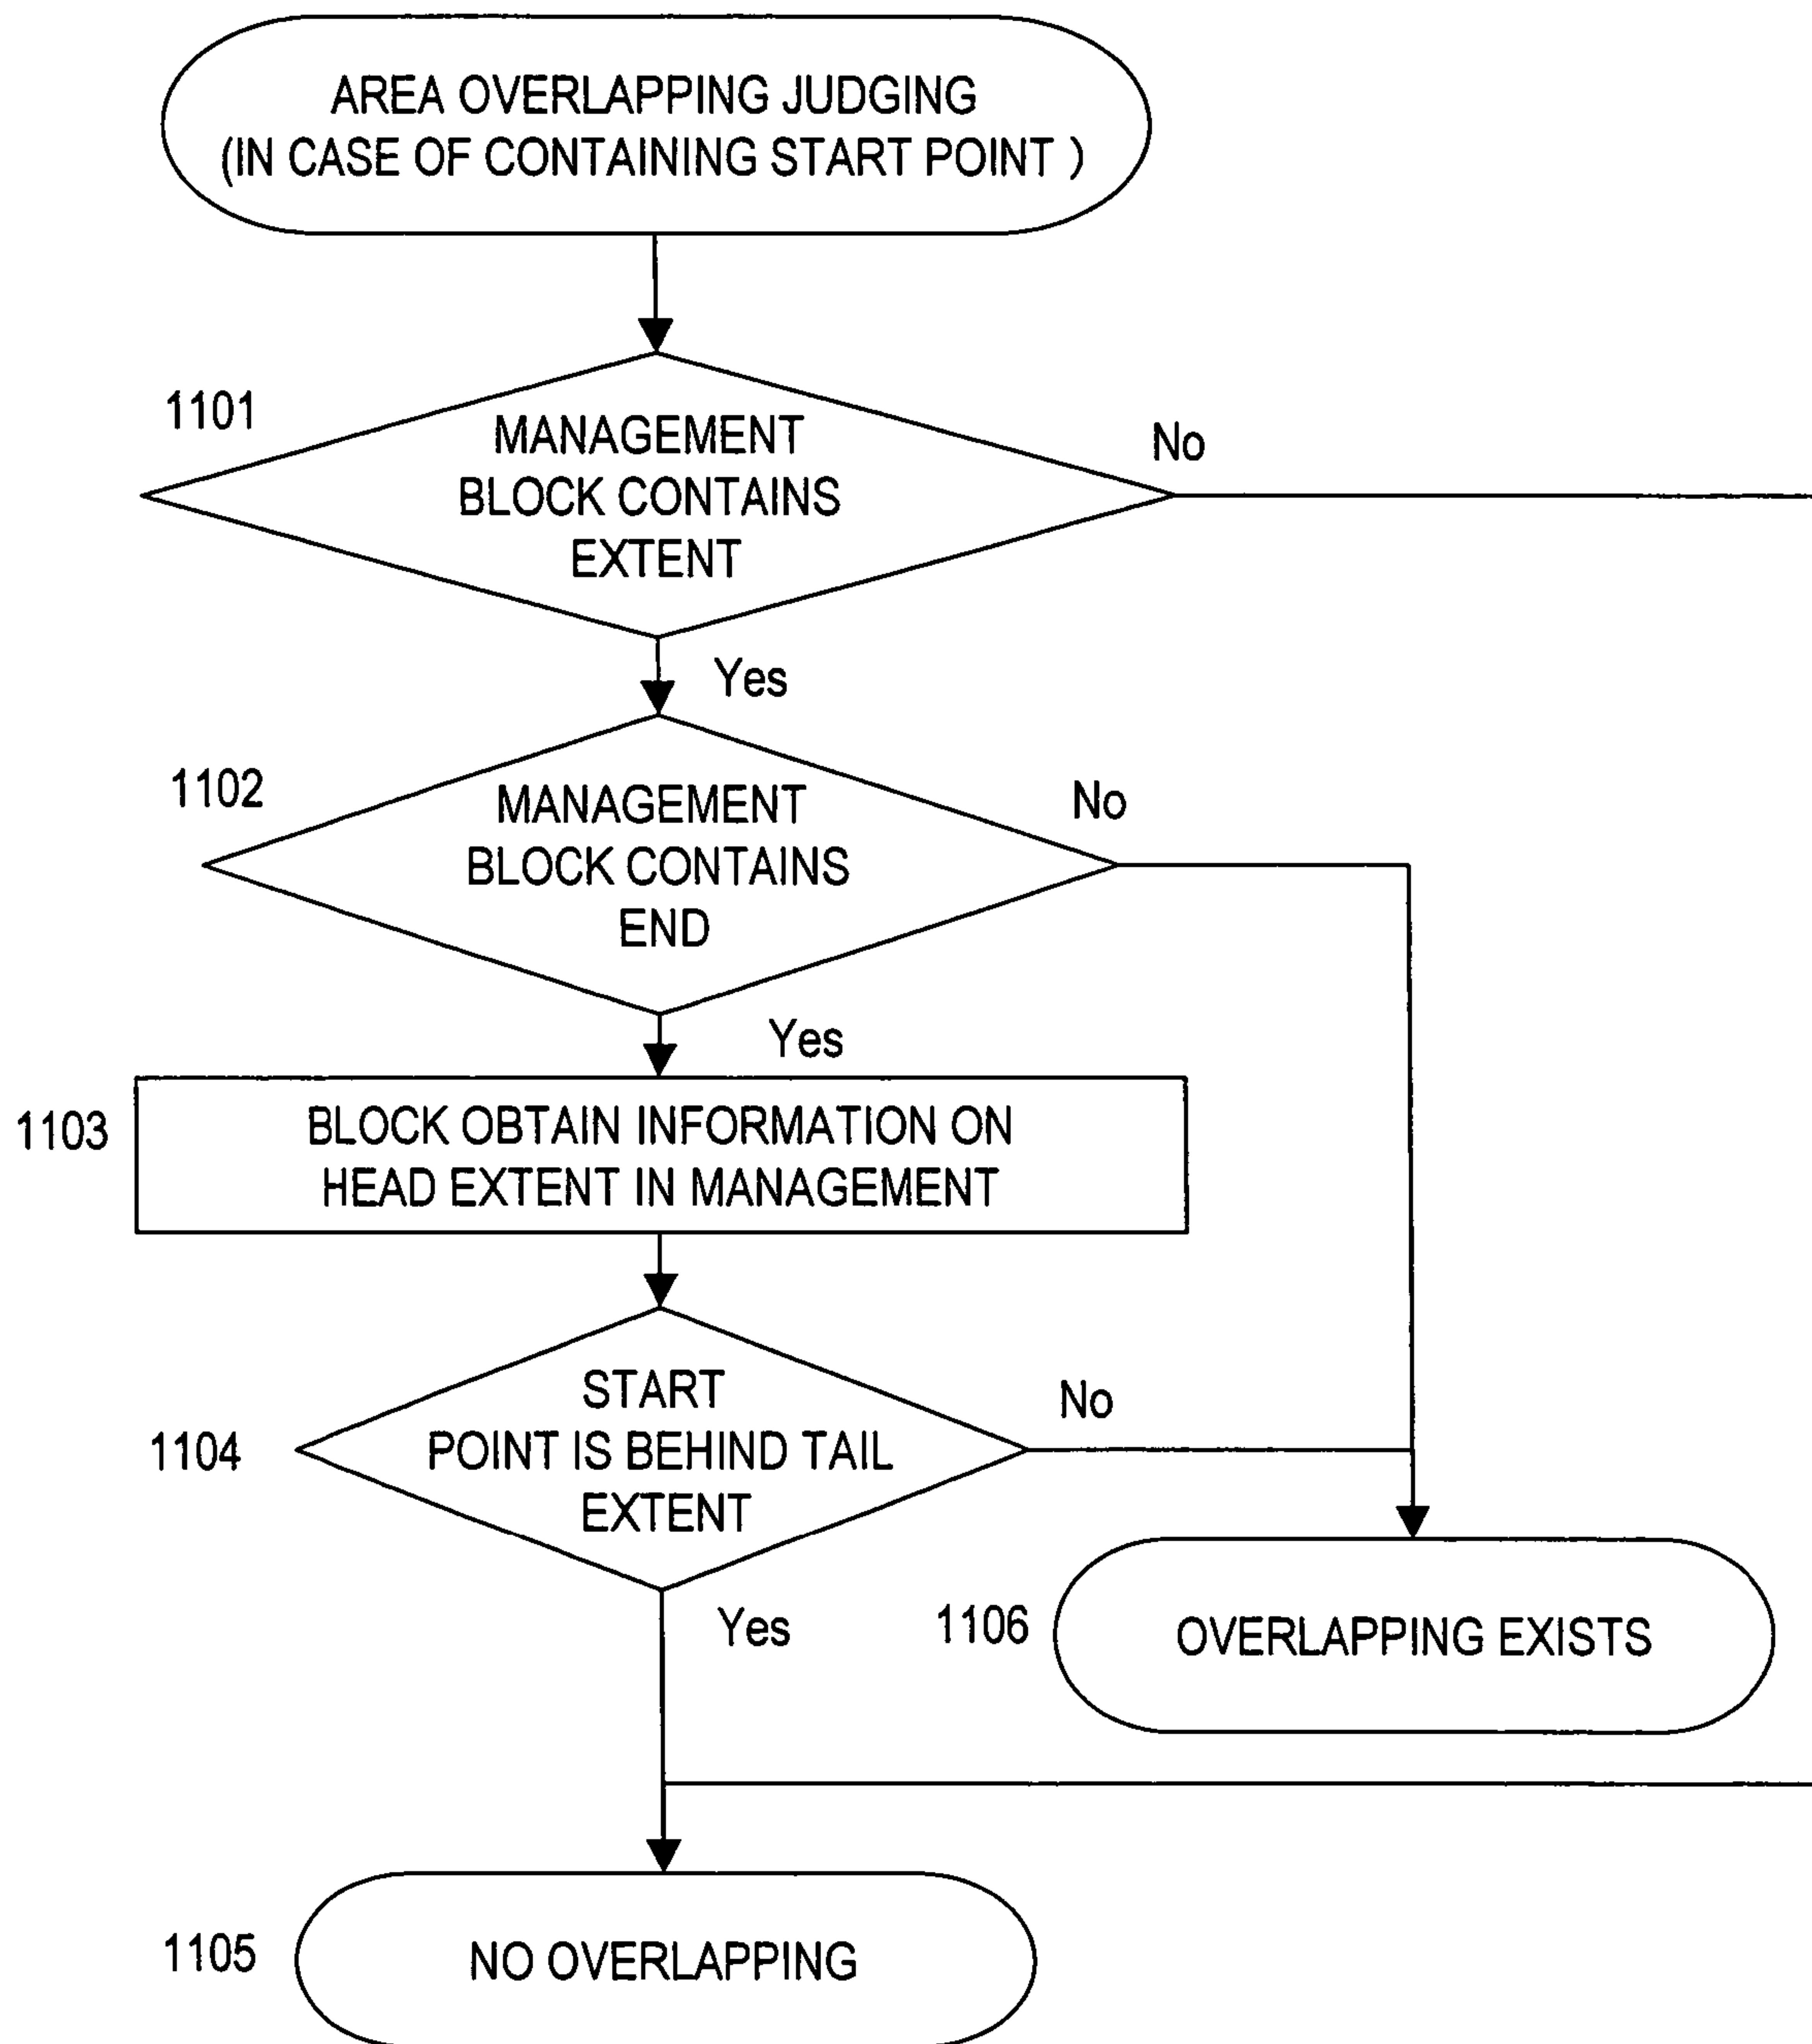 AREA OVERLAPPING JUDGING
(IN CASE OF CONTAINING START POINT )
1101
MANAGEMENT
BLOCK CONTAINS
EXTENT
No
Yes
1102
MANAGEMENT
BLOCK CONTAINS
END
No
Yes
1103
BLOCK OBTAIN INFORMATION ON
HEAD EXTENT IN MANAGEMENT
1104
START
POINT IS BEHIND TAIL
EXTENT
No
Yes
1106
OVERLAPPING EXISTS
1105
NO OVERLAPPING